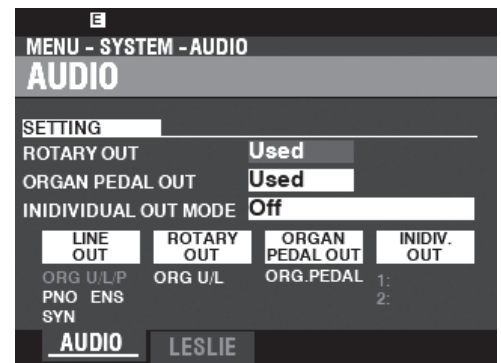 E
MENU - SYSTEM - AUDIO
AUDIO
SETTING
ROTARY OUT Used
ORGAN PEDAL OUT Used
INIDIVIDUAL OUT MODE Off
LINE OUT ROTARY OUT ORGAN PEDAL OUT INIDIV. OUT
ORG U/L/P ORG U/L ORG.PEDAL 1:
PNO ENS 2:
SYN
AUDIO LESLIE